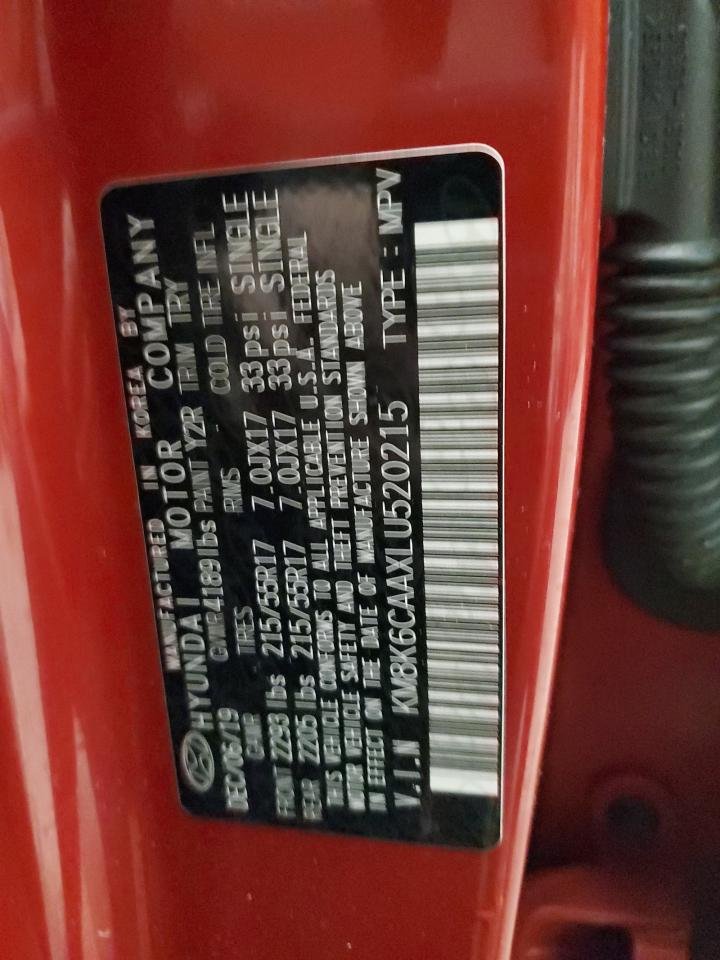 MANUFACTURED IN KOREA BY
HYUNDAI MOTOR COMPANY
DEC/06/19 GVWR 4189 lbs PAINT Y2R TRIM TRY
GAWR TIRES RIMS COLD TIRE INFL
FRONT 2293 lbs 215/55R17 7.0JX17 33 psi SINGLE
REAR 2205 lbs 215/55R17 7.0JX17 33 psi SINGLE
THIS VEHICLE CONFORMS TO ALL APPLICABLE U.S.A. FEDERAL
MOTOR VEHICLE SAFETY AND THEFT PREVENTION STANDARDS
IN EFFECT ON THE DATE OF MANUFACTURE SHOWN ABOVE
V.I.N KM8K6CAAXLU520215 TYPE : MPV